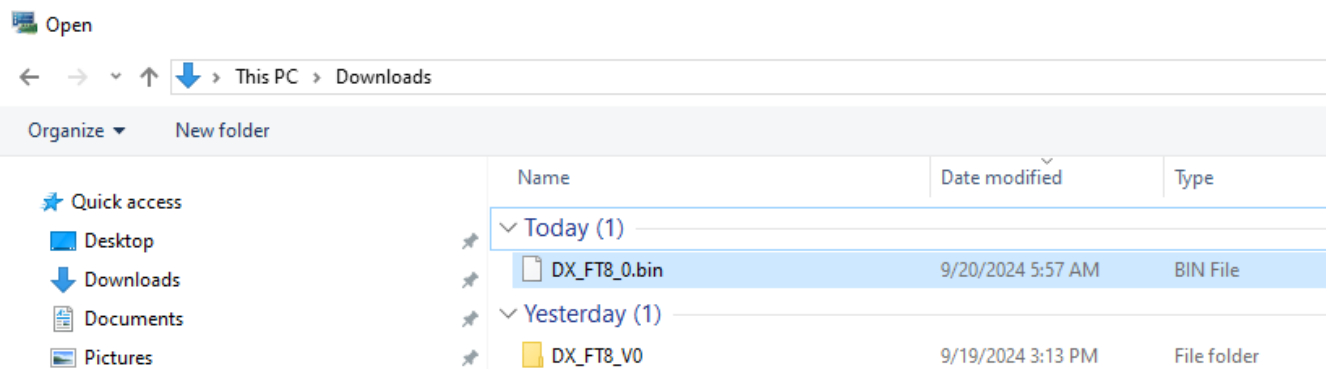 Open
This PC > Downloads
Organize New folder
Name Date modified Type
Quick access
Today (1)
Desktop
DX_FT8_0.bin 9/20/2024 5:57 AM BIN File
Downloads
Documents
Yesterday (1)
Pictures
DX_FT8_V0 9/19/2024 3:13 PM File folder